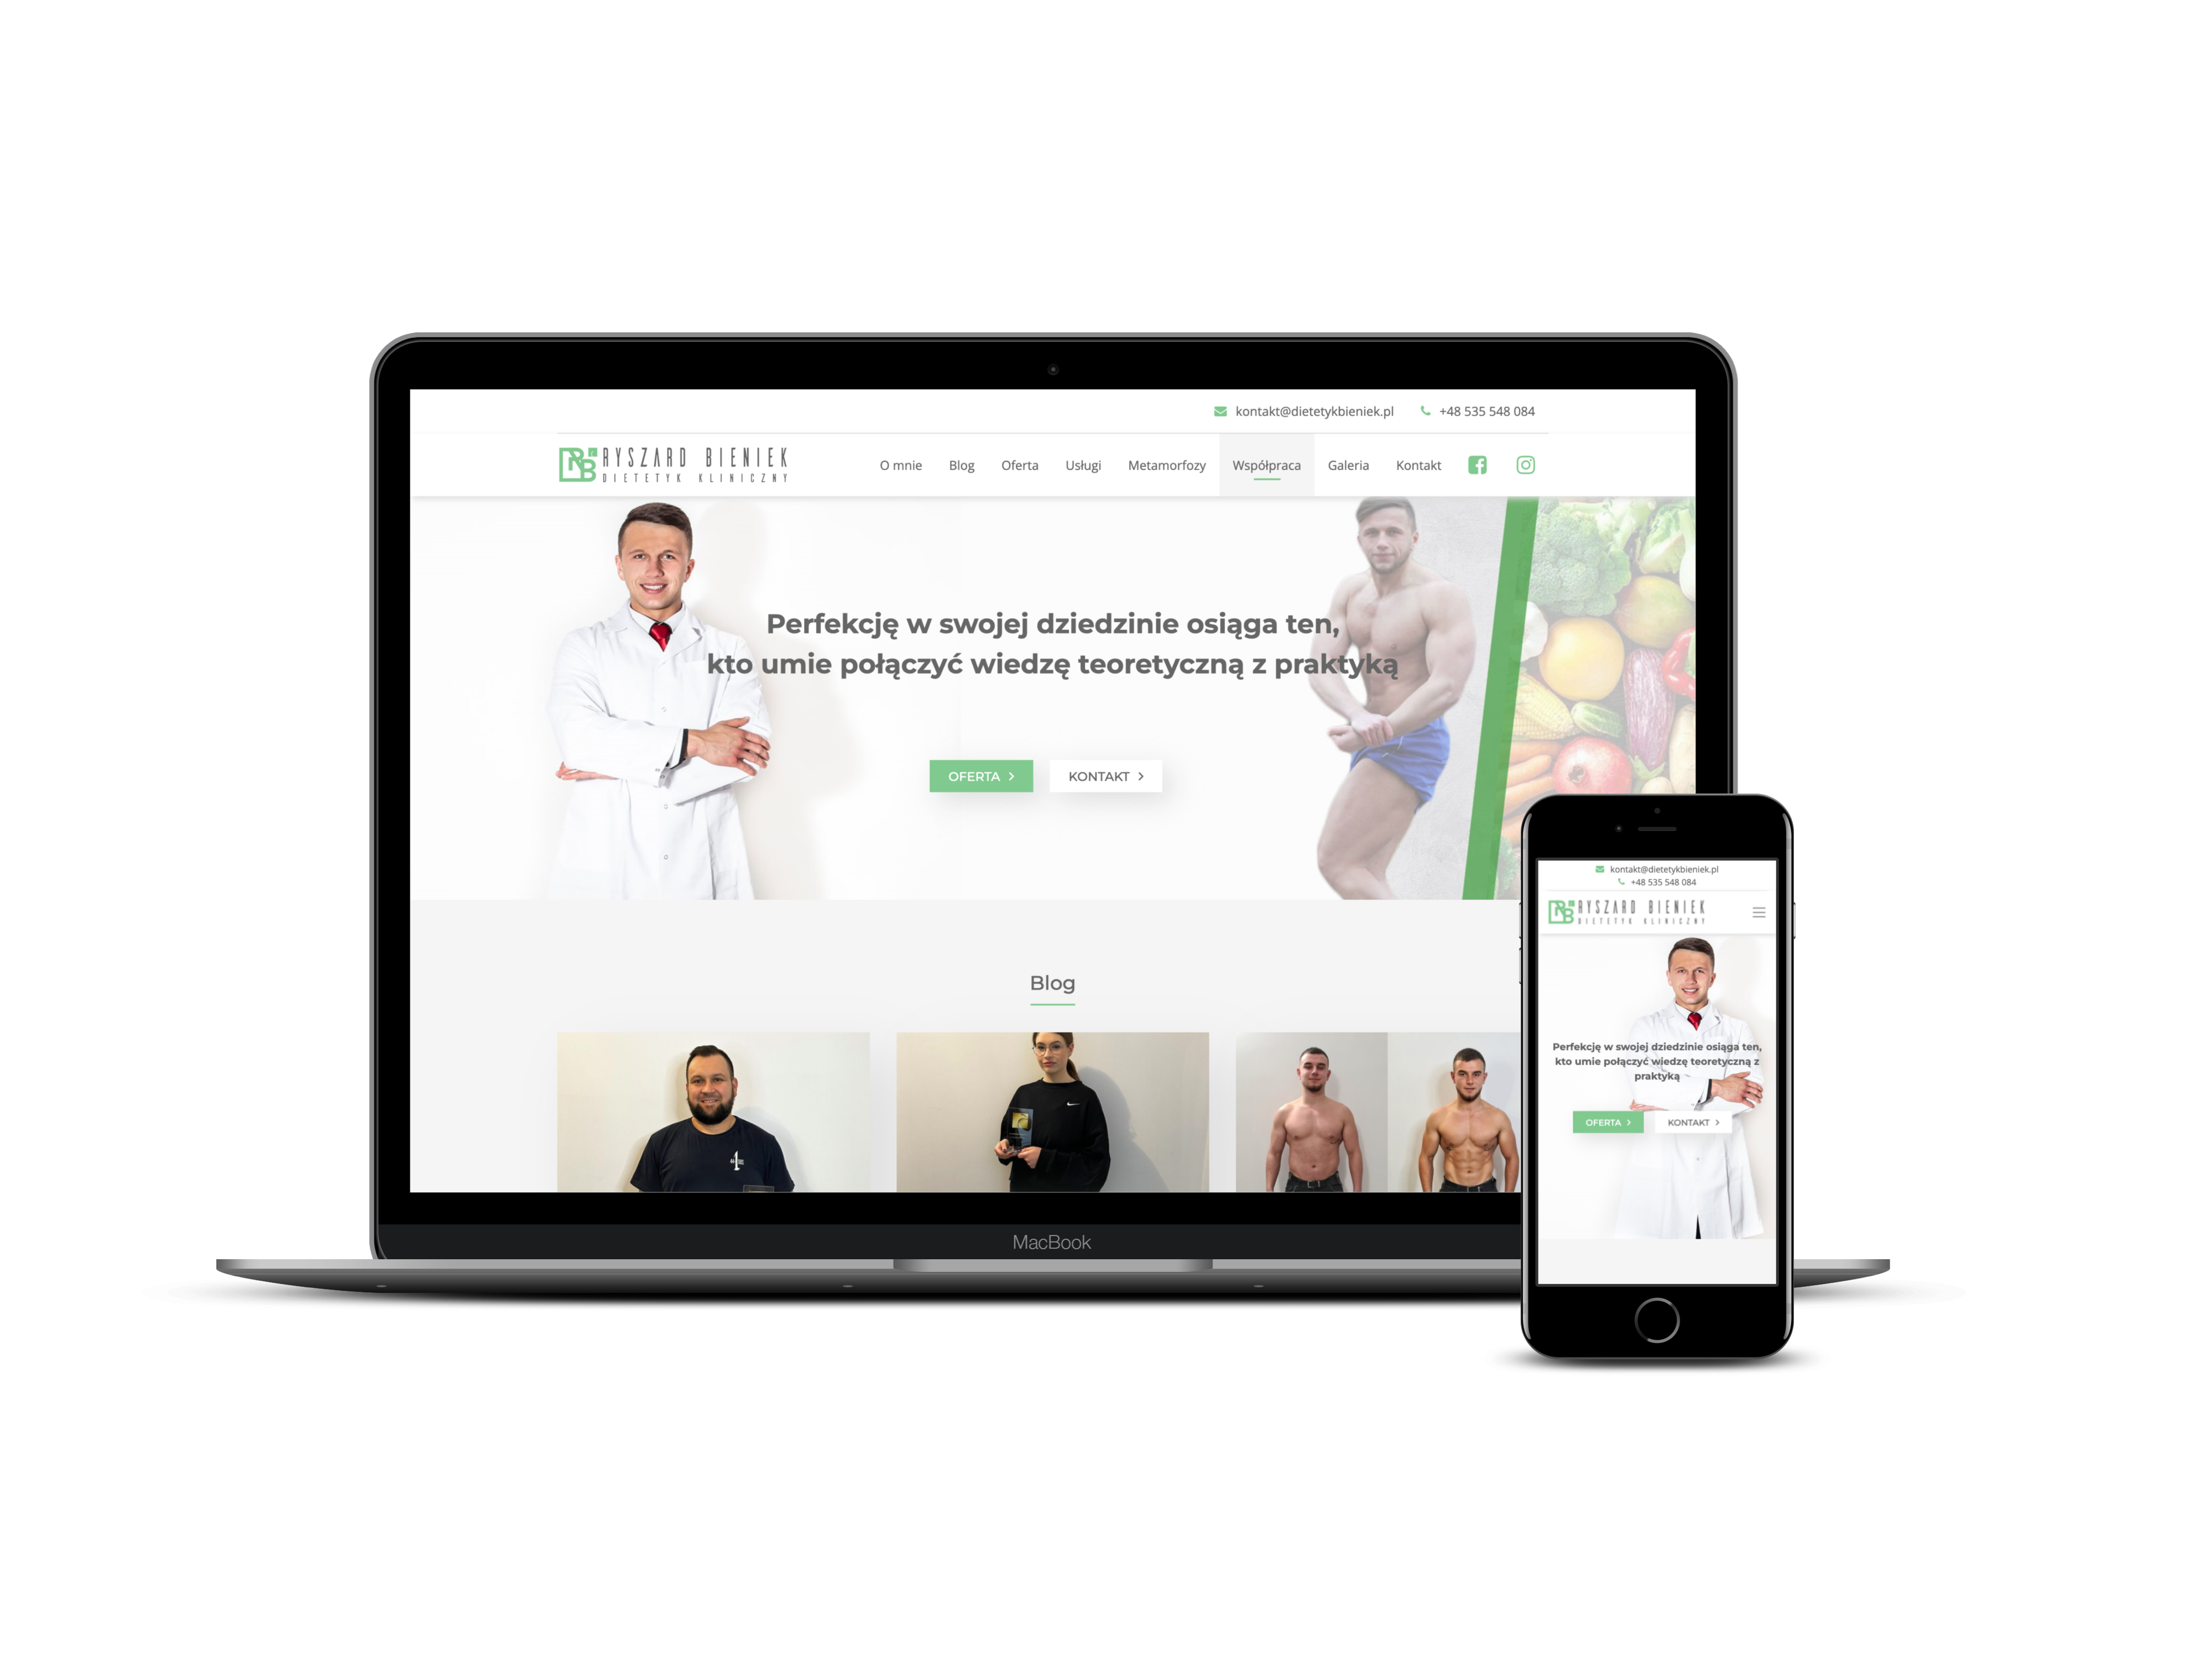 kontakt@dietetykbieniek.pl +48 535 548 084
RB RYSZARD BIENIEK
DIETETYK KLINICZNY
O mnie Blog Oferta Usługi Metamorfozy Współpraca Galeria Kontakt
Perfekcję w swojej dziedzinie osiąga ten,
kto umie połączyć wiedzę teoretyczną z praktyką
OFERTA KONTAKT
Blog
1
MacBook
kontakt@dietetykbieniek.pl
+48 535 548 084
RB RYSZARD BIENIEK
DIETETYK KLINICZNY
Perfekcję w swojej dziedzinie osiąga ten,
kto umie połączyć wiedzę teoretyczną z
praktyką
OFERTA KONTAKT